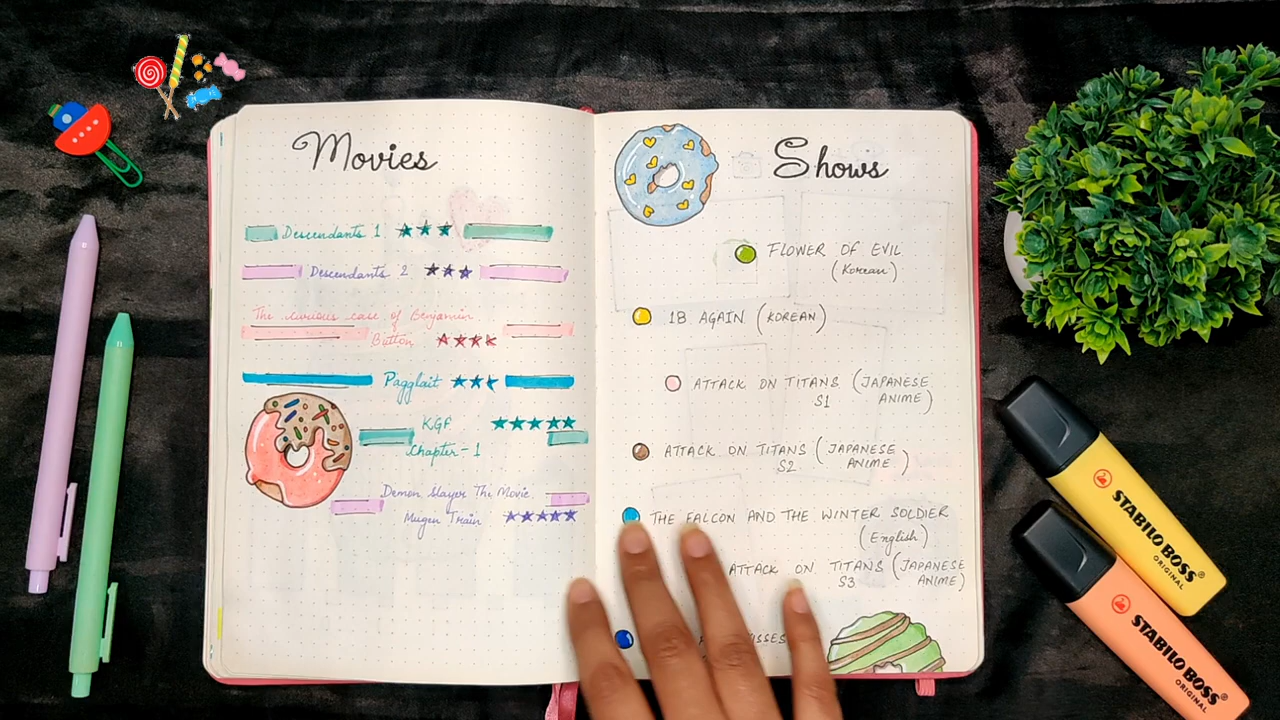 Movies
Descendants 1
Descendants 2
The curious case of Benjamin
Button
Pagglait
KGF
Chapter-1
Demon Slayer The Movie
Mugen Train
Shows
FLOWER OF EVIL
(Korean)
18 AGAIN (KOREAN)
ATTACK ON TITANS (JAPANESE
S1 ANIME)
ATTACK ON TITANS (JAPANESE
S2 ANIME)
THE FALCON AND THE WINTER SOLDIER
(English)
ATTACK ON TITANS (JAPANESE
S3 ANIME)
STABILO BOSS
ORIGINAL
STABILO BOSS
ORIGINAL